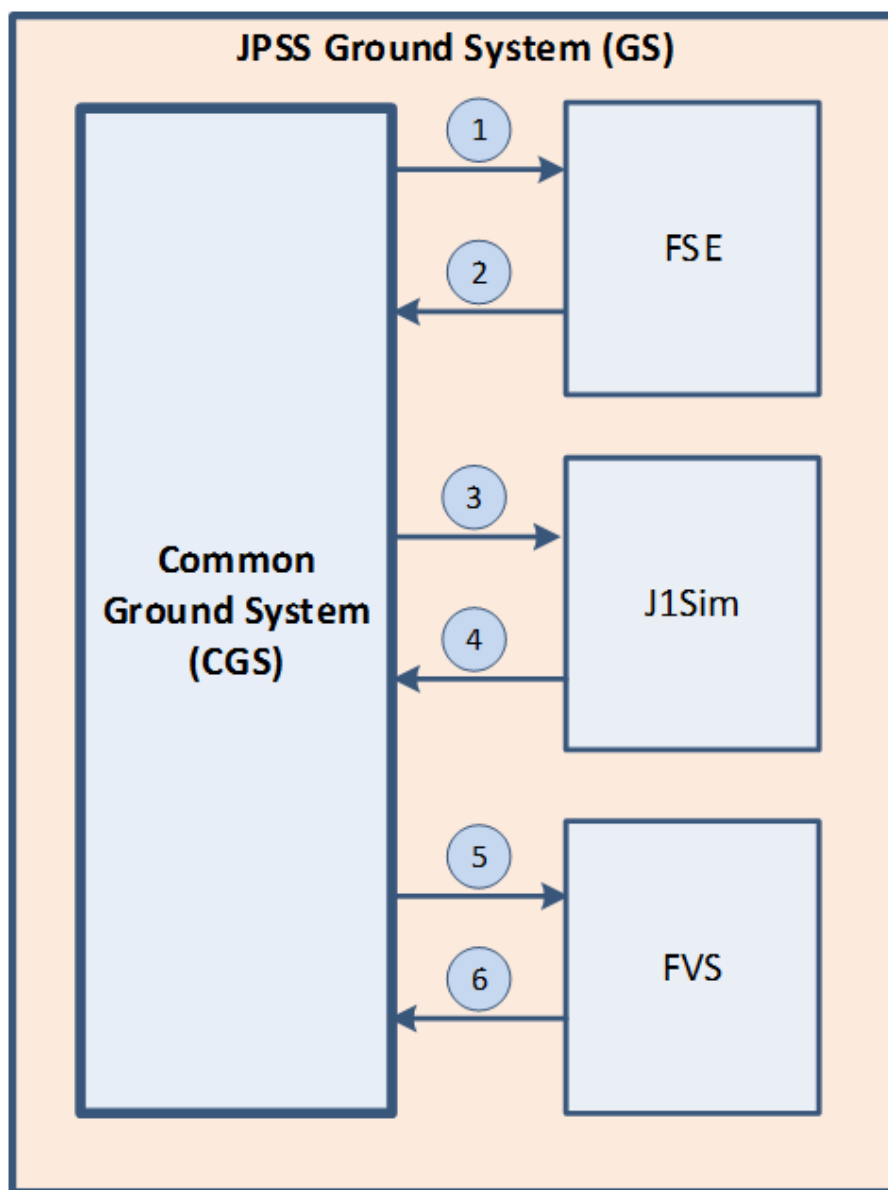 JPSS Ground System (GS)
1
FSE
2
3
Common
Ground System
(CGS)
J1Sim
4
5
FVS
6